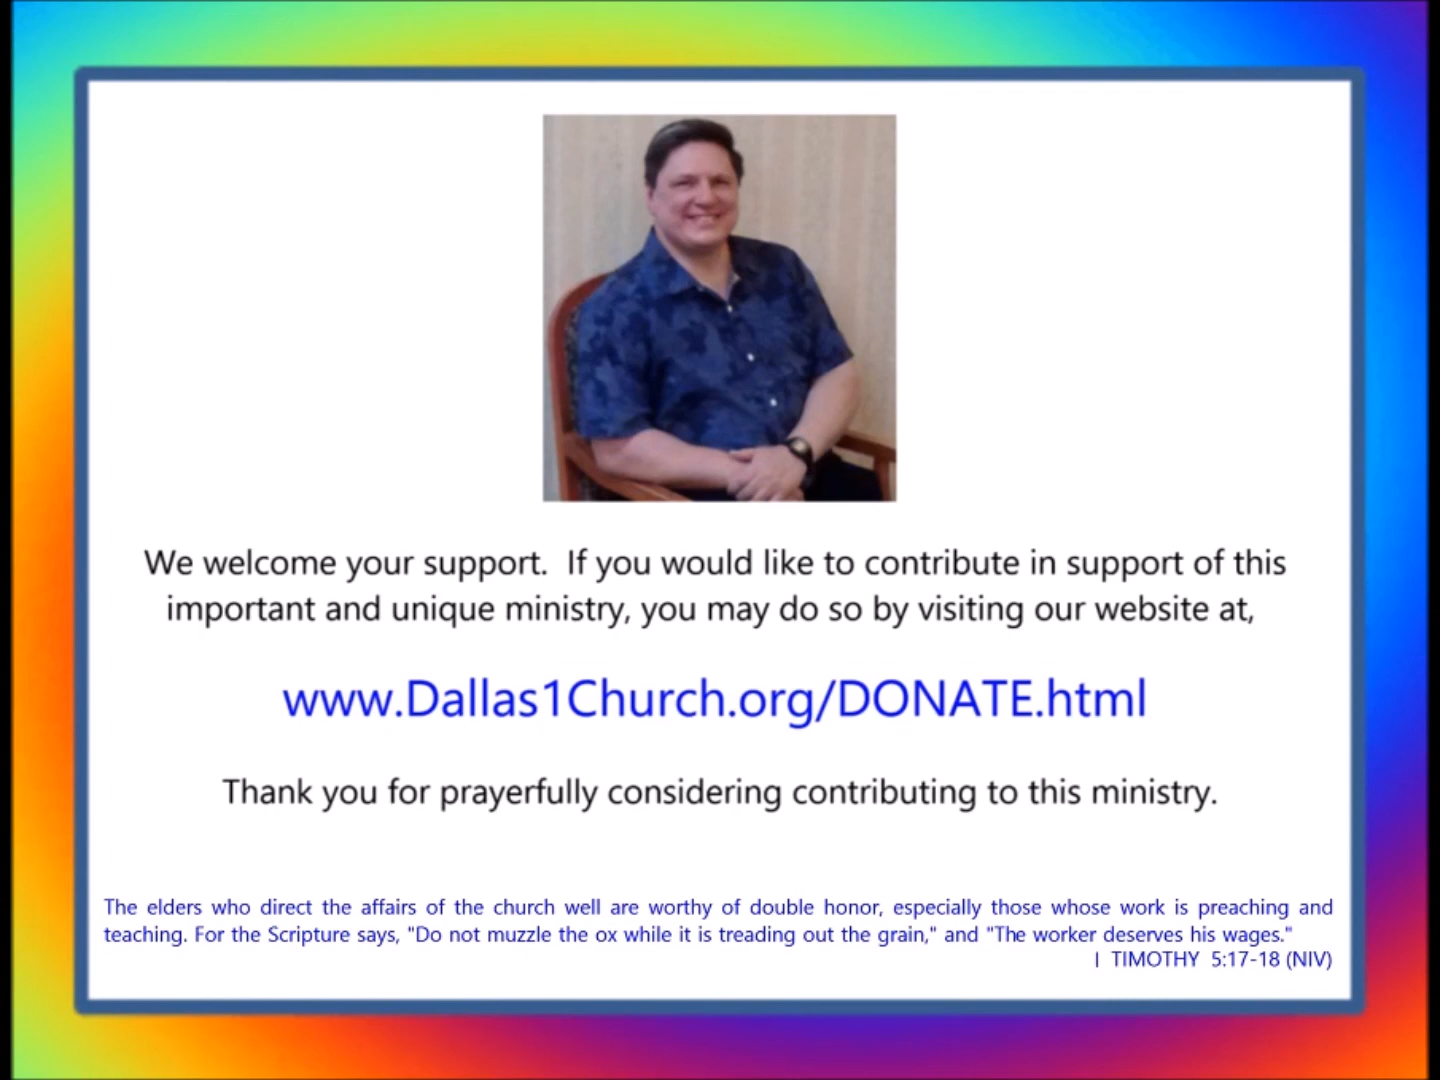 We welcome your support.  If you would like to contribute in support of this
important and unique ministry, you may do so by visiting our website at,
www.Dallas1Church.org/DONATE.html
Thank you for prayerfully considering contributing to this ministry.
The elders who direct the affairs of the church well are worthy of double honor, especially those whose work is preaching and
teaching. For the Scripture says, "Do not muzzle the ox while it is treading out the grain," and "The worker deserves his wages."
I  TIMOTHY  5:17-18 (NIV)